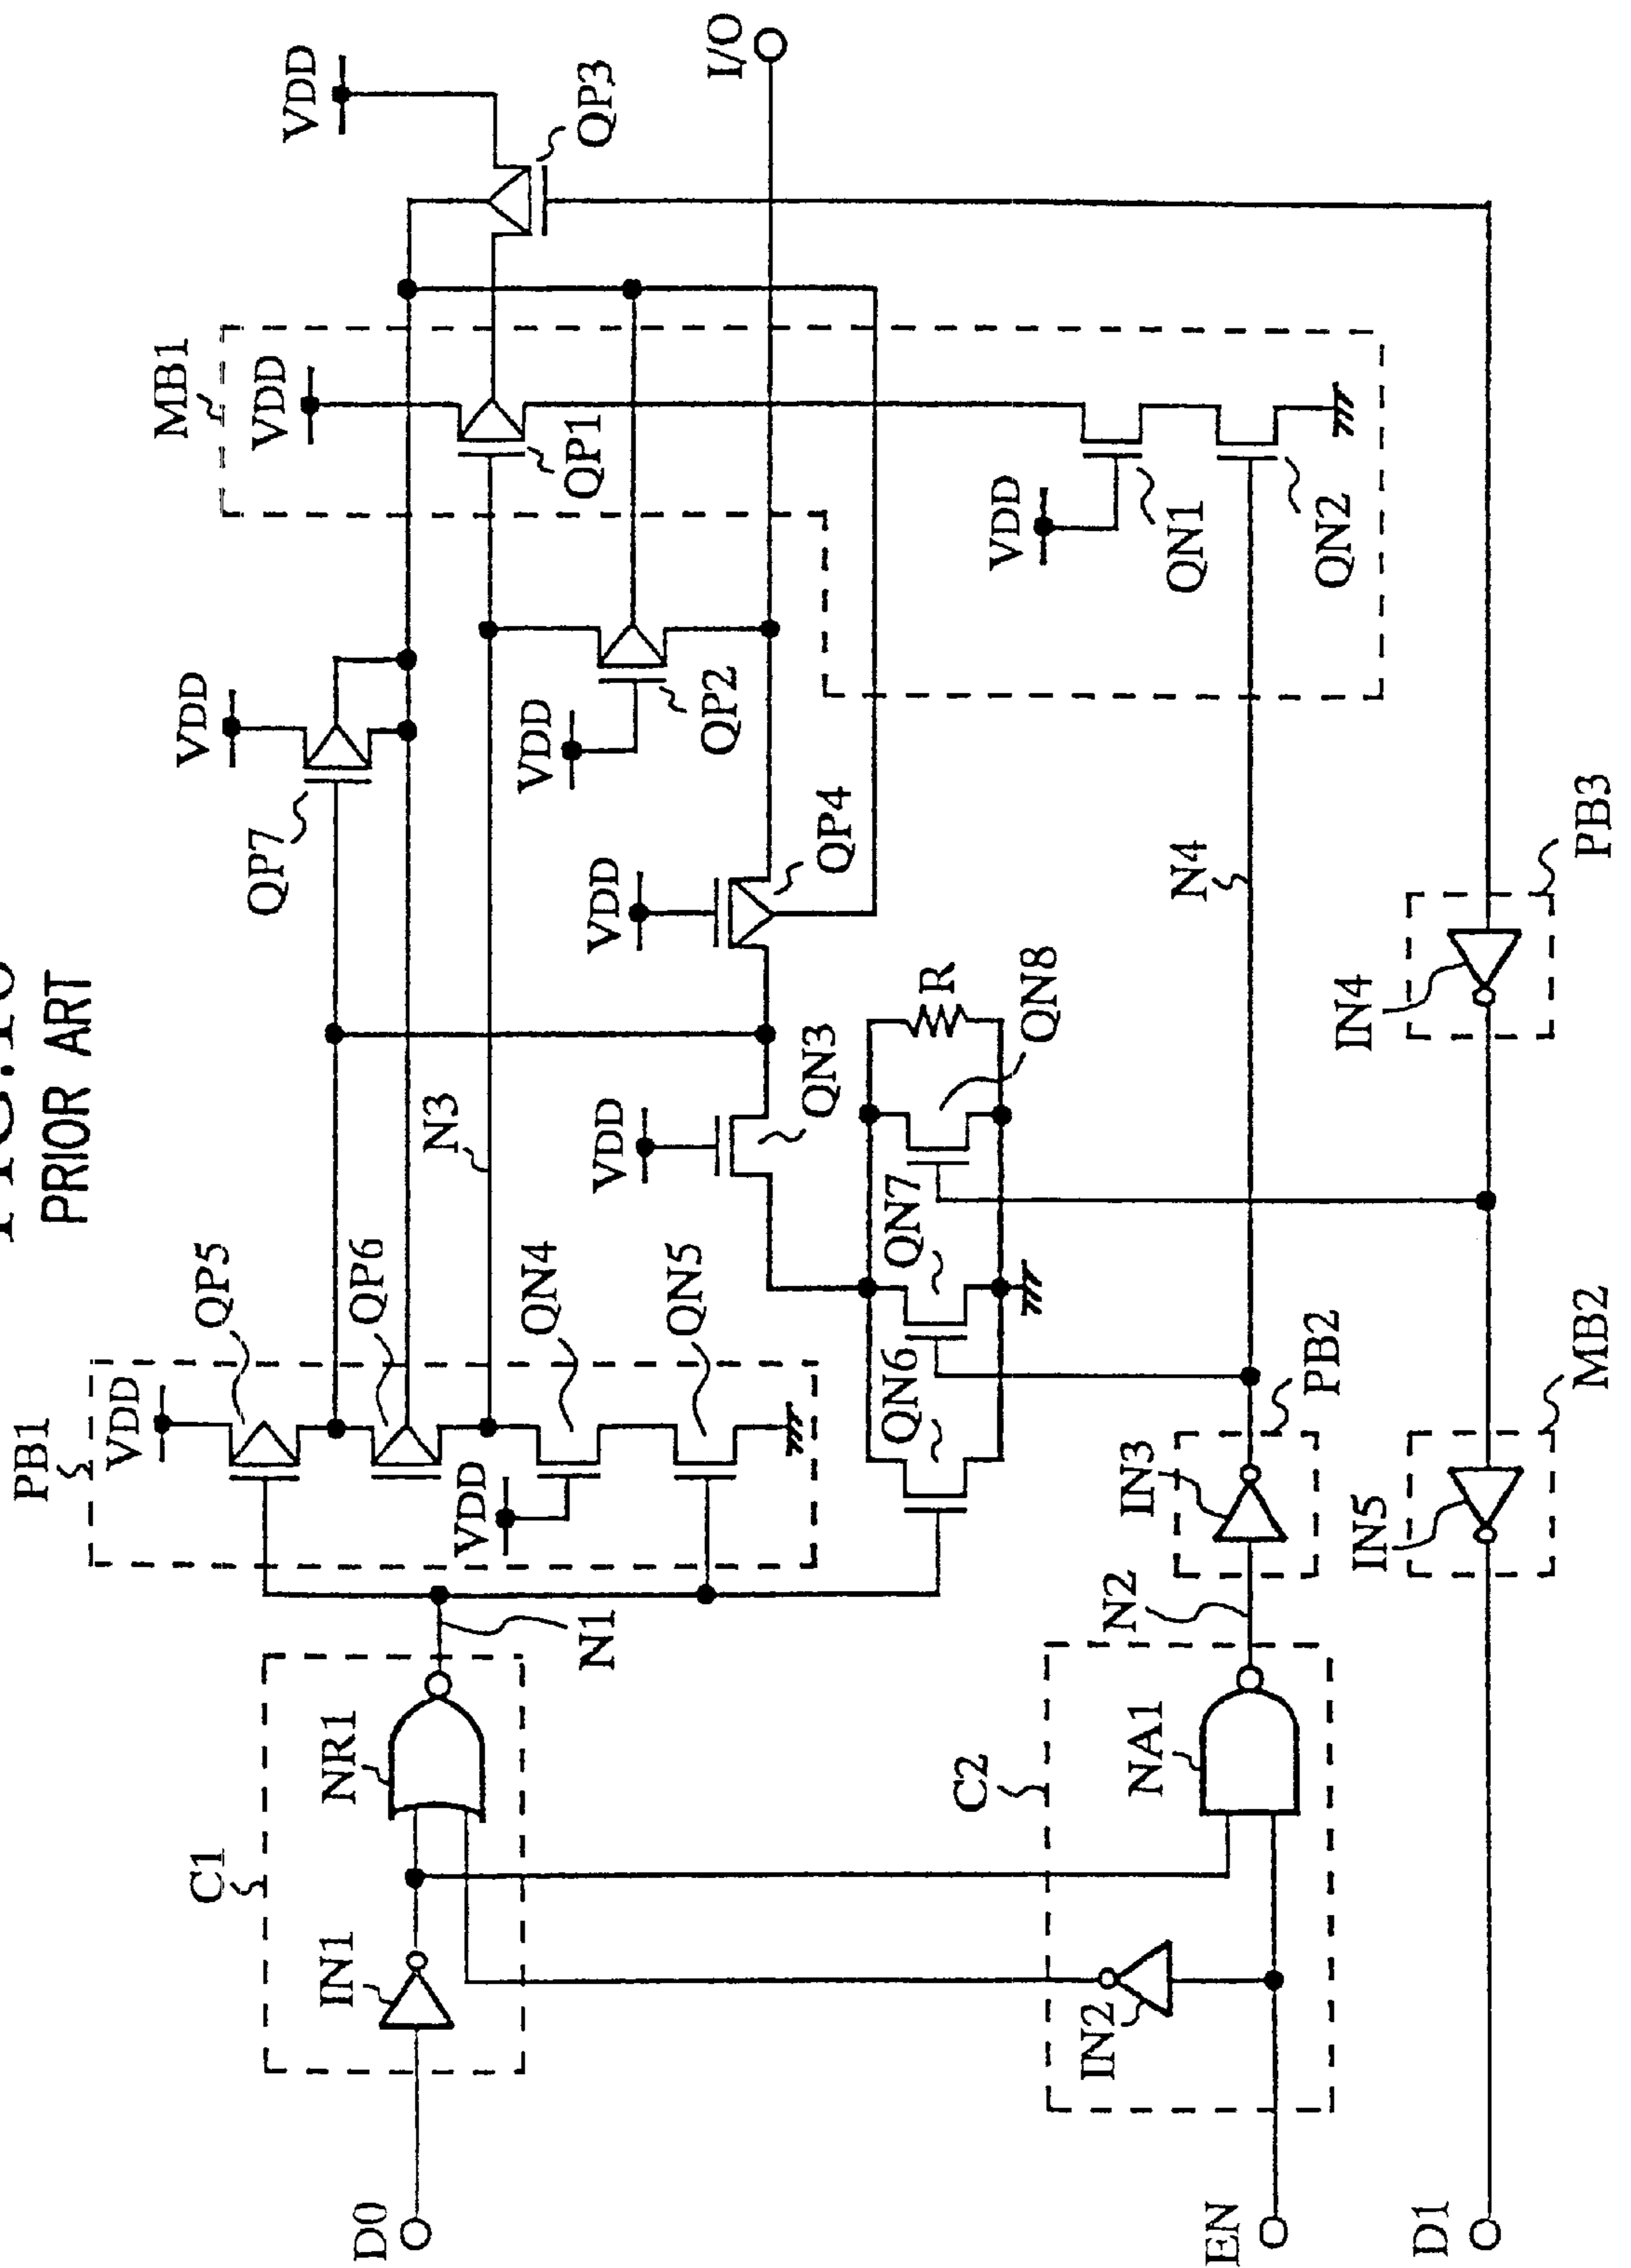 PRIOR ART
PB1
VDD
QP5
QP6
QN4
VDD
QN5
N3
QP7
VDD
MB1
VDD
QP1
VDD
QP3
I/O
VDD
QP2
VDD
QP4
VDD
QN3
R
QN8
QN7
QN6
VDD
QN1
QN2
N4
C1
NR1
IN1
N1
D0
C2
NA1
IN2
N2
IN3
PB2
EN
IN4
PB3
IN5
MB2
D1